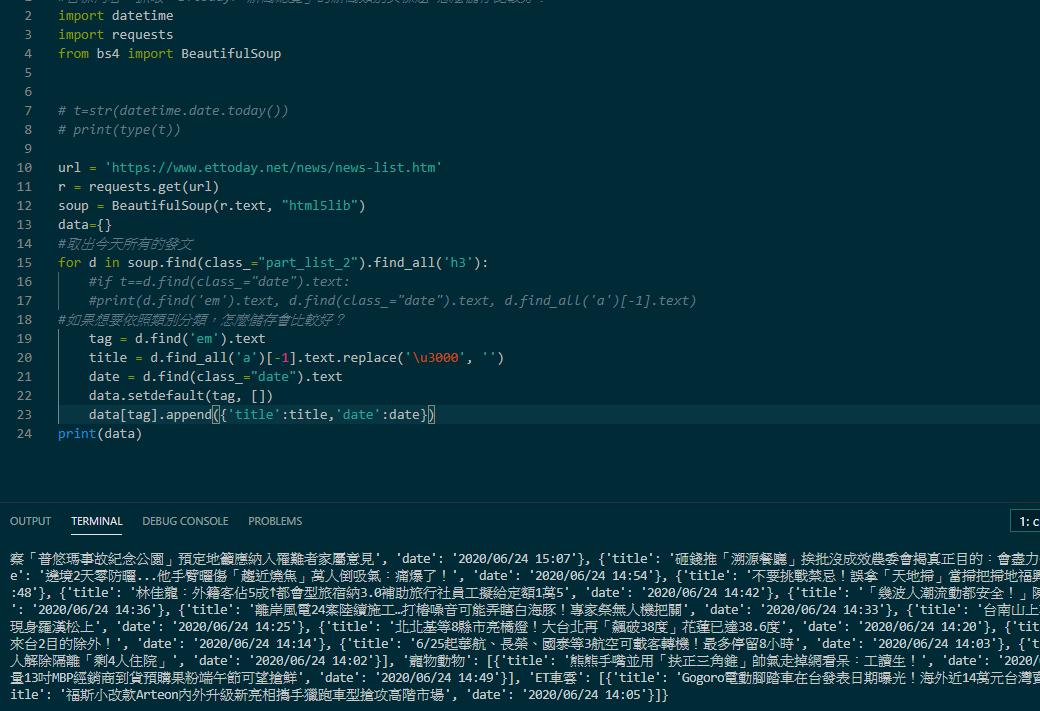 2 import datetime
3 import requests
4 from bs4 import BeautifulSoup
5
6
7 # t=str(datetime.date.today())
8 # print(type(t))
9
10 url = 'https://www.ettoday.net/news/news-list.htm'
11 r = requests.get(url)
12 soup = BeautifulSoup(r.text, "html5lib")
13 data={}
14 #取出今天所有的發文
15 for d in soup.find(class_="part_list_2").find_all('h3'):
16 #if t==d.find(class_="date").text:
17 #print(d.find('em').text, d.find(class_="date").text, d.find_all('a')[-1].text)
18 #如果想要依照類別分類，怎麼儲存會比較好？
19 tag = d.find('em').text
20 title = d.find_all('a')[-1].text.replace('\u3000', '')
21 date = d.find(class_="date").text
22 data.setdefault(tag, [])
23 data[tag].append({'title':title,'date':date})
24 print(data)
OUTPUT TERMINAL DEBUG CONSOLE PROBLEMS 1: c
察「普悠瑪事故紀念公園」預定地籲應納入罹難者家屬意見', 'date': '2020/06/24 15:07'}, {'title': '砸錢推「溯源餐廳」挨批沒成效農委會揭真正目的：會盡力
e': '邊境2天零防曬...他手臂曬傷「趨近燒焦」萬人倒吸氣：痛爆了！', 'date': '2020/06/24 14:54'}, {'title': '不要挑戰禁忌！誤拿「天地掃」當掃把掃地福
:48'}, {'title': '林佳龍：外籍客佔5成↑都會型旅宿納3.0補助旅行社員工擬給定額1萬5', 'date': '2020/06/24 14:42'}, {'title': '「幾波人潮流動都安全！」
': '2020/06/24 14:36'}, {'title': '離岸風電24案陸續施工…打樁噪音可能弄瞎白海豚！專家祭無人機把關', 'date': '2020/06/24 14:33'}, {'title': '台南山上
現身羅漢松上', 'date': '2020/06/24 14:25'}, {'title': '北北基等8縣市亮橘燈！大台北再「飆破38度」花蓮已達38.6度', 'date': '2020/06/24 14:20'}, {'tit
來台2目的除外！', 'date': '2020/06/24 14:14'}, {'title': '6/25起華航、長榮、國泰等3航空可載客轉機！最多停留8小時', 'date': '2020/06/24 14:03'}, {'t
人解除隔離「剩4人住院」', 'date': '2020/06/24 14:02'}], '寵物動物': [{'title': '熊熊手嘴並用「扶正三角錐」帥氣走掉網看呆：工讀生！', 'date': '2020/
量13吋MBP經銷商到貨預購果粉端午節可望搶鮮', 'date': '2020/06/24 14:49'}], 'ET車雲': [{'title': 'Gogoro電動腳踏車在台發表日期曝光！海外近14萬元台灣
itle': '福斯小改款Arteon內外升級新亮相攜手獵跑車型搶攻高階市場', 'date': '2020/06/24 14:05'}]}